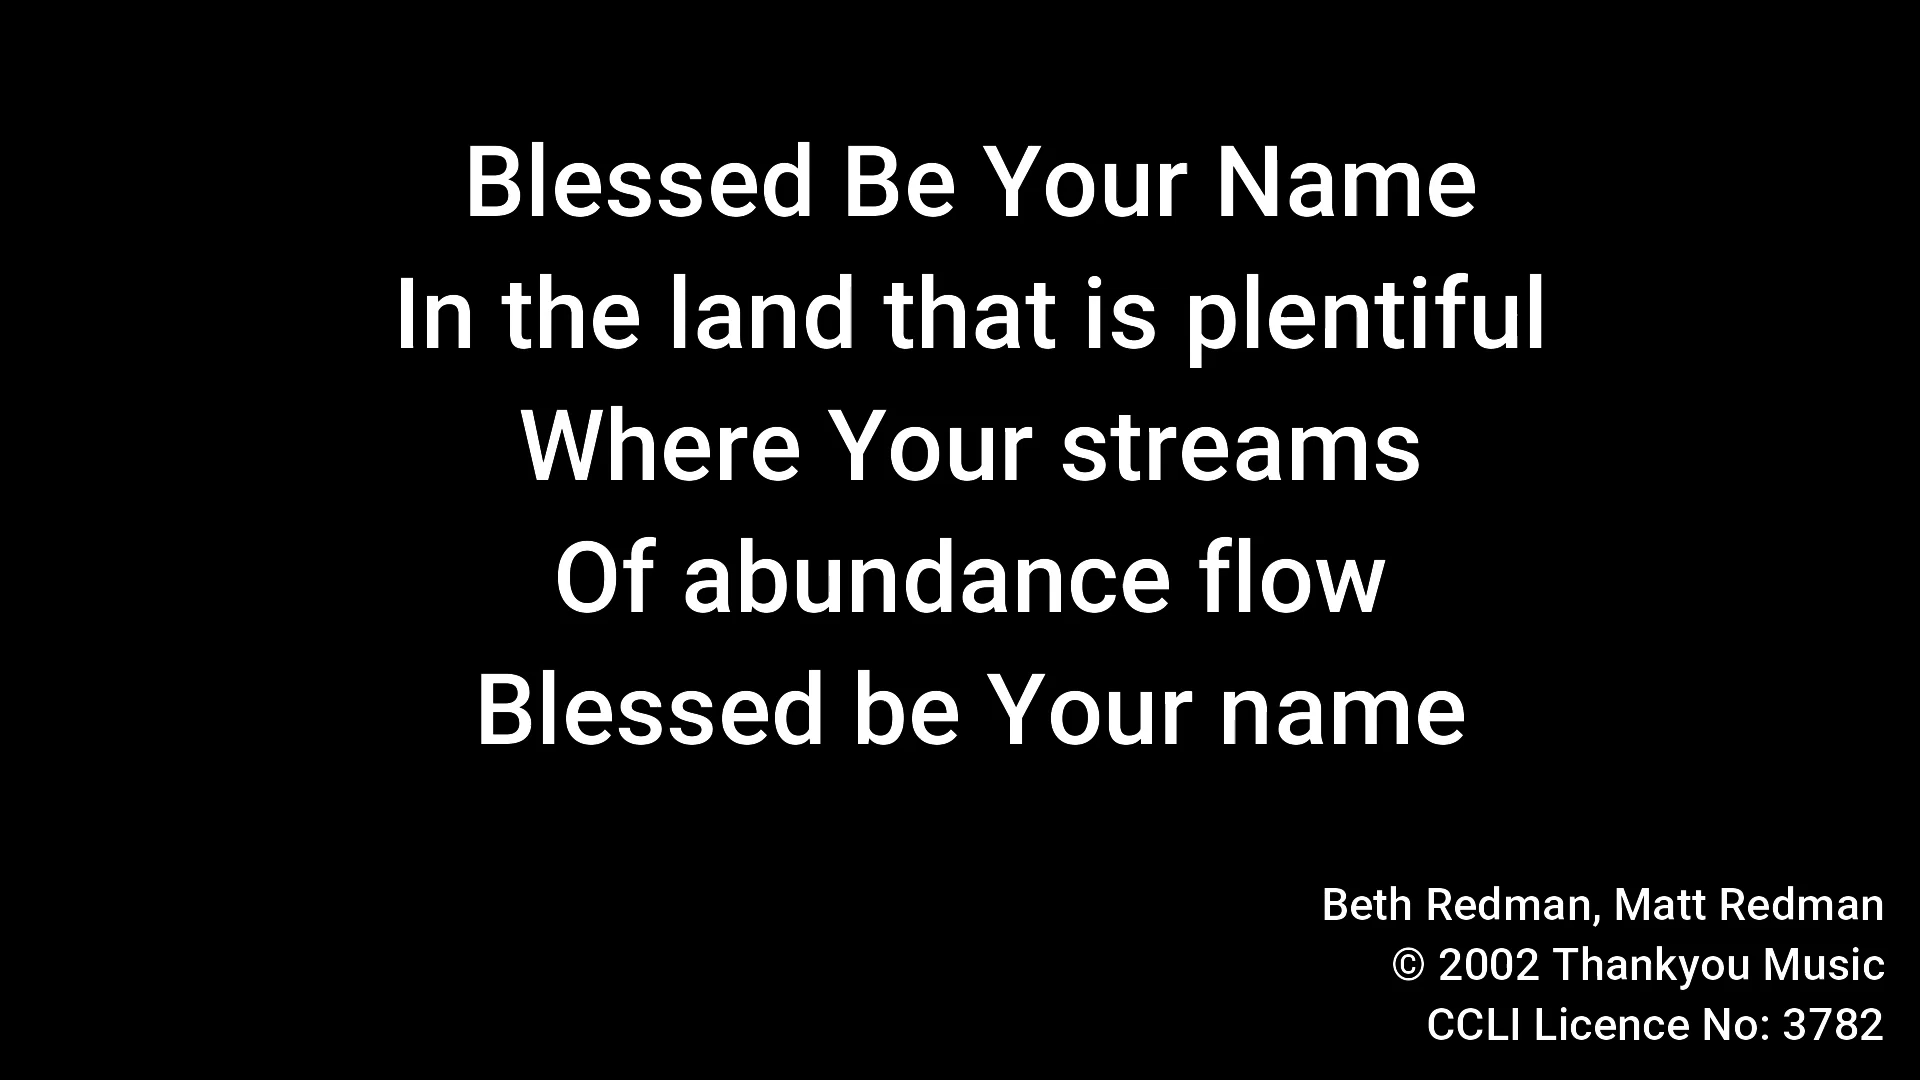 Blessed Be Your Name
In the land that is plentiful
Where Your streams
Of abundance flow
Blessed be Your name
Beth Redman, Matt Redman
© 2002 Thankyou Music
CCLI Licence No: 3782